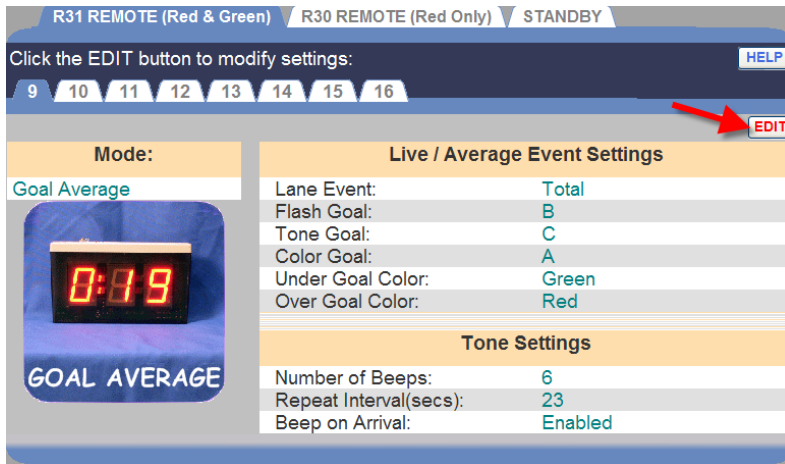 R31 REMOTE (Red & Green) R30 REMOTE (Red Only) STANDBY
Click the EDIT button to modify settings: HELP
9 10 11 12 13 14 15 16
EDIT
Mode: Live / Average Event Settings
Goal Average Lane Event: Total
Flash Goal: B
Tone Goal: C
Color Goal: A
Under Goal Color: Green
0:19 Over Goal Color: Red
Tone Settings
GOAL AVERAGE Number of Beeps: 6
Repeat Interval(secs): 23
Beep on Arrival: Enabled